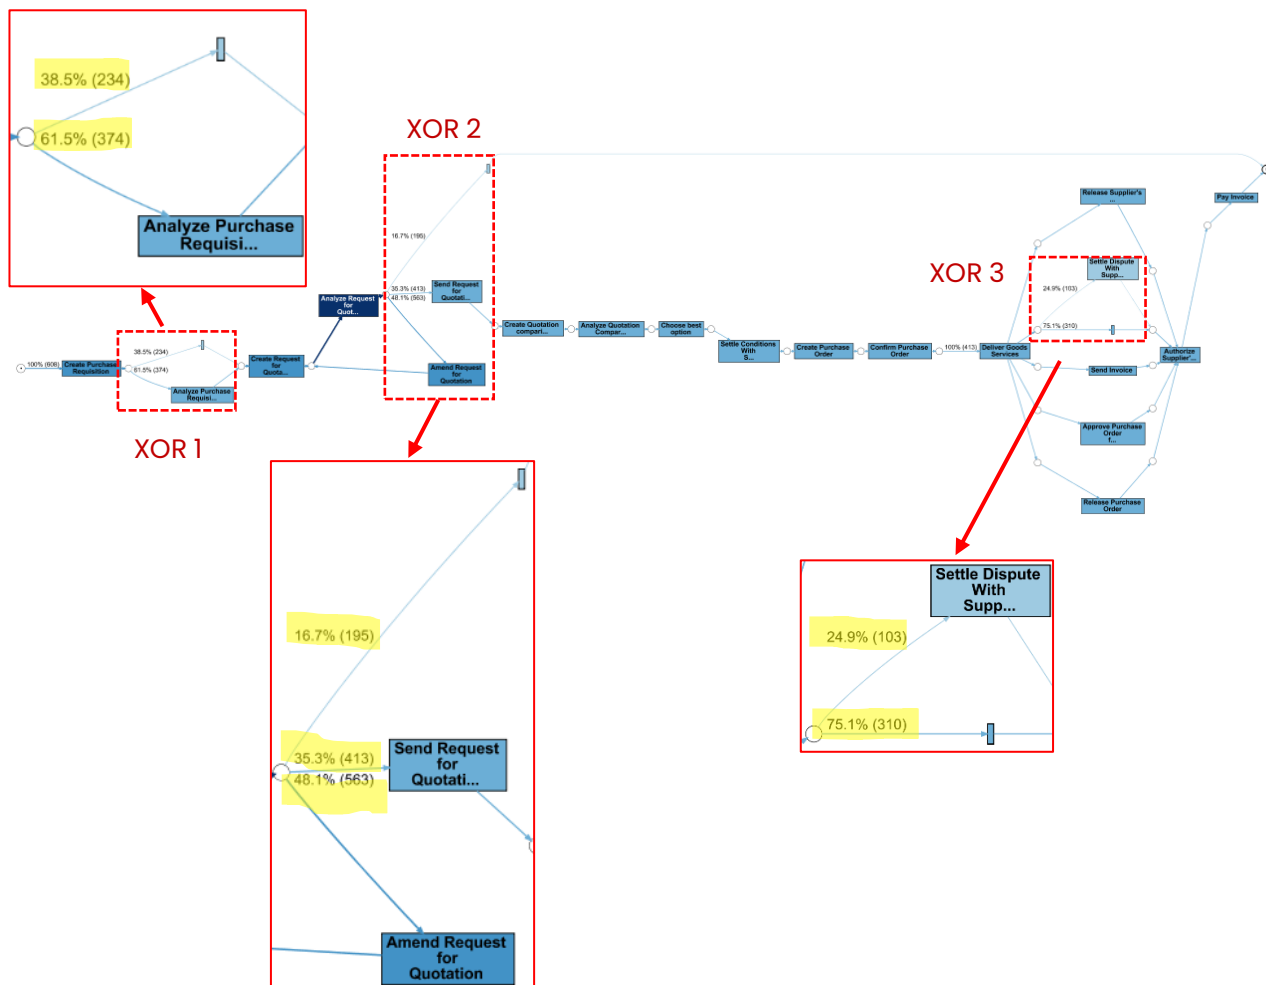 38.5% (234)
61.5% (374)
Analyze Purchase
Requisi...
XOR 2
16.7% (195)
35.3% (413)
48.1% (563)
Send Request
for
Quotati...
Amend Request
for
Quotation
Analyze Request
for
Quot...
100% (608)
Create Purchase
Requisition
38.5% (234)
61.5% (374)
Analyze Purchase
Requisi...
Create Request
for
Quota...
XOR 1
Create Quotation
compari...
Analyze Quotation
Compar...
Choose best
option
Settle Conditions
With
S...
Create Purchase
Order
Confirm Purchase
Order
100% (413)
Deliver Goods
Services
XOR 3
Release Supplier's
...
Settle Dispute
With
Supp...
24.9% (103)
75.1% (310)
Send Invoice
Approve Purchase
Order
f...
Release Purchase
Order
Authorize
Supplier'...
Pay Invoice
16.7% (195)
35.3% (413)
48.1% (563)
Send Request
for
Quotati...
Amend Request
for
Quotation
Settle Dispute
With
Supp...
24.9% (103)
75.1% (310)